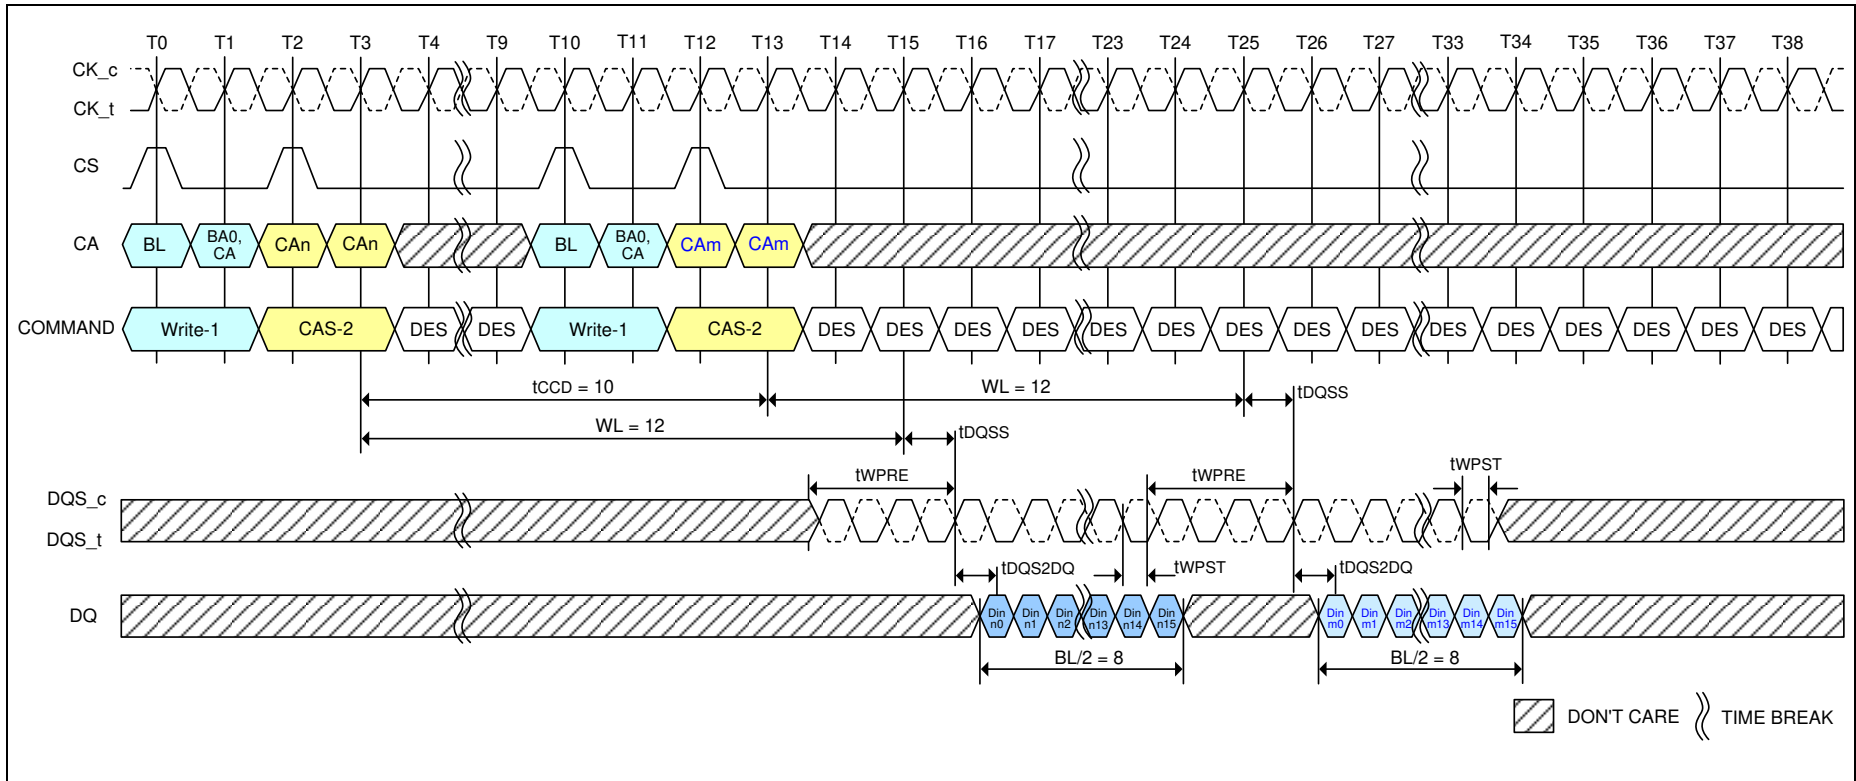 T0 T1 T2 T3 T4 T9 T10 T11 T12 T13 T14 T15 T16 T17 T23 T24 T25 T26 T27 T33 T34 T35 T36 T37 T38
CK_c
CK_t
CS
CA BL BA0, CA CAn CAn BL BA0, CA CAm CAm
COMMAND Write-1 CAS-2 DES DES Write-1 CAS-2 DES DES DES DES DES DES DES DES DES DES DES DES DES DES DES
tCCD = 10 WL = 12 tDQSS
WL = 12 tDQSS
tWPRE tWPRE tWPST
DQS_c
DQS_t
tDQS2DQ tWPST tDQS2DQ
DQ Din n0 Din n1 Din n2 Din n13 Din n14 Din n15 Din m0 Din m1 Din m2 Din m13 Din m14 Din m15
BL/2 = 8 BL/2 = 8
DON'T CARE TIME BREAK